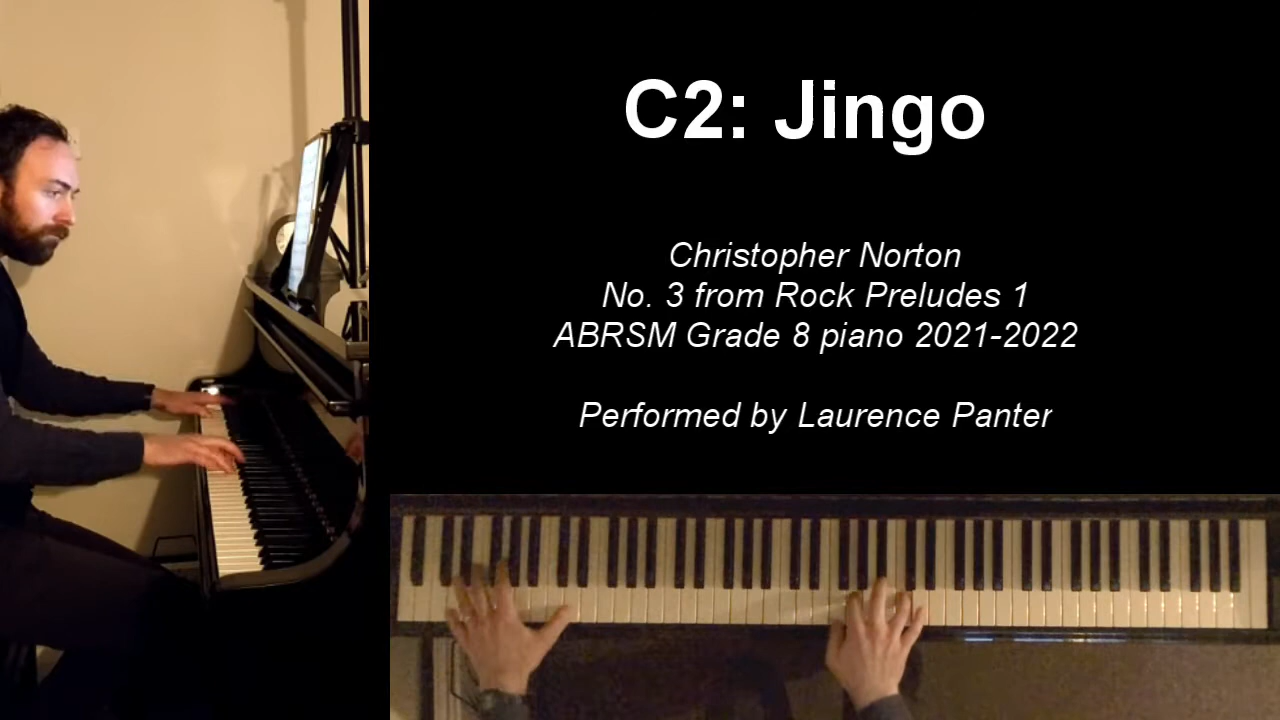 C2: Jingo
Christopher Norton
No. 3 from Rock Preludes 1
ABRSM Grade 8 piano 2021-2022
Performed by Laurence Panter